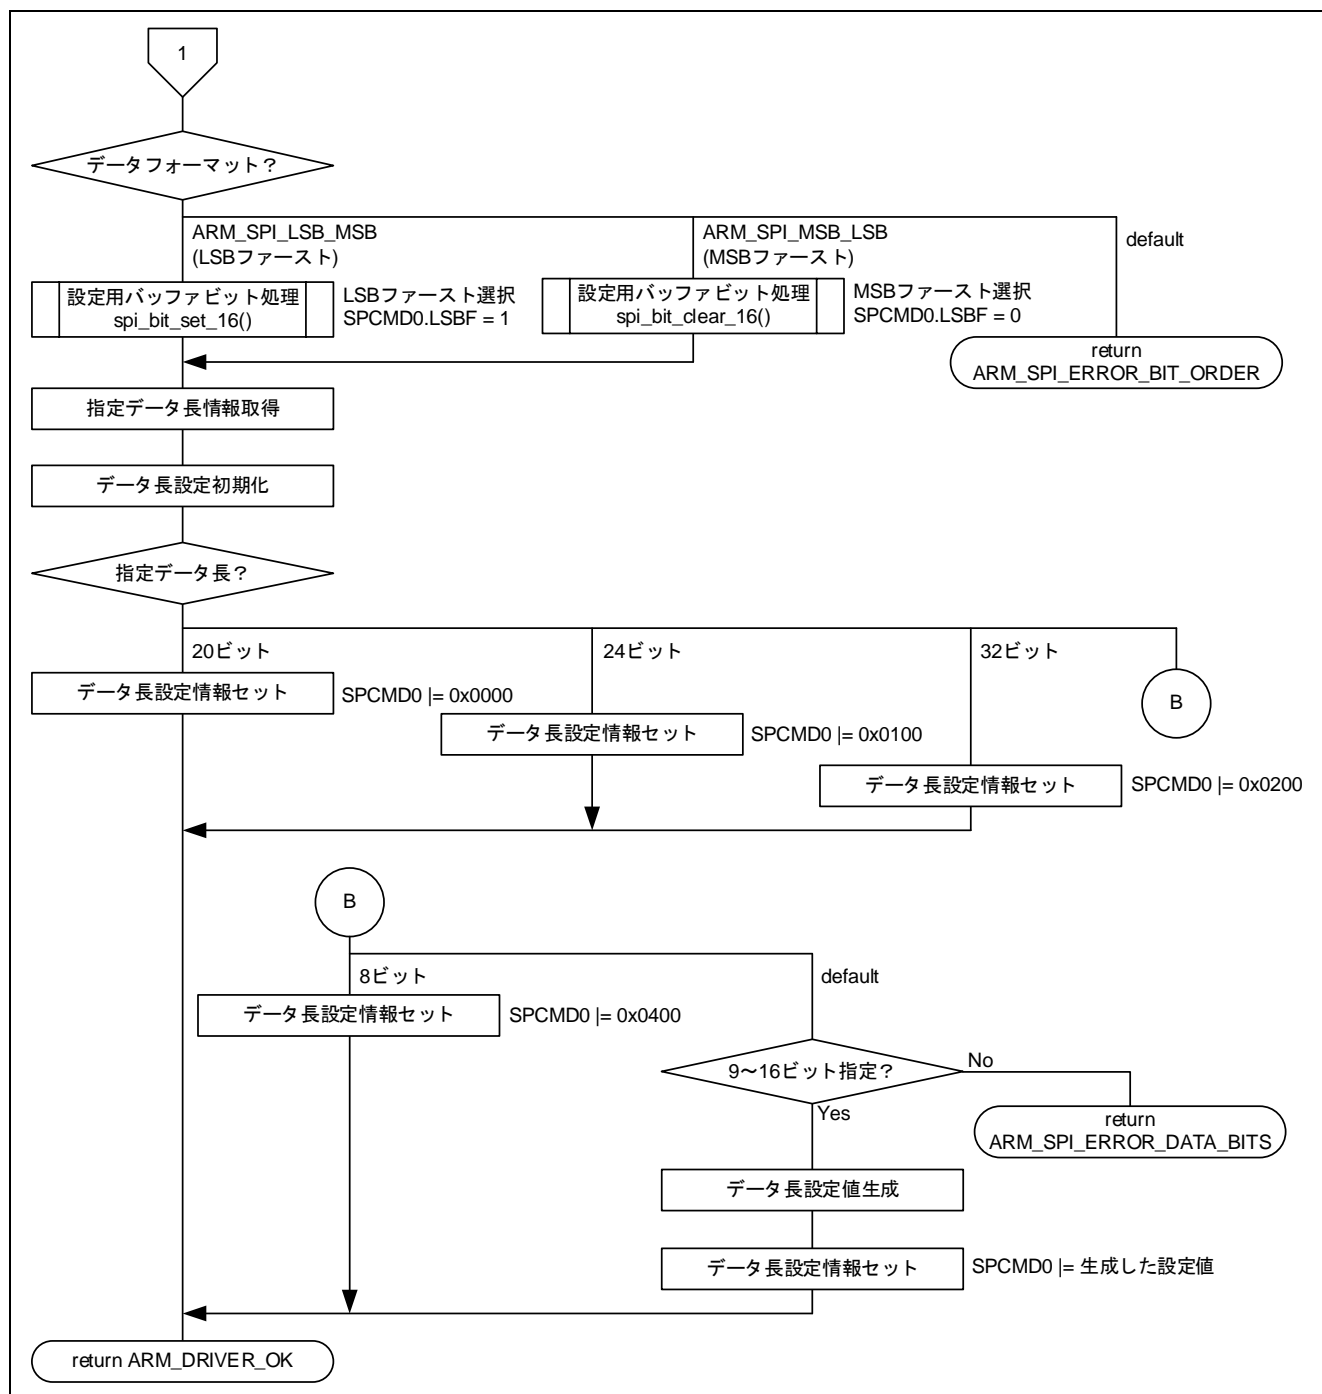 1
データフォーマット？
ARM_SPI_LSB_MSB
(LSBファースト)
ARM_SPI_MSB_LSB
(MSBファースト)
default
設定用バッファビット処理
spi_bit_set_16()
LSBファースト選択
SPCMD0.LSBF = 1
設定用バッファビット処理
spi_bit_clear_16()
MSBファースト選択
SPCMD0.LSBF = 0
return
ARM_SPI_ERROR_BIT_ORDER
指定データ長情報取得
データ長設定初期化
指定データ長？
20ビット
24ビット
32ビット
データ長設定情報セット
SPCMD0 |= 0x0000
データ長設定情報セット
SPCMD0 |= 0x0100
B
データ長設定情報セット
SPCMD0 |= 0x0200
B
8ビット
default
データ長設定情報セット
SPCMD0 |= 0x0400
9～16ビット指定？
No
Yes
return
ARM_SPI_ERROR_DATA_BITS
データ長設定値生成
データ長設定情報セット
SPCMD0 |= 生成した設定値
return ARM_DRIVER_OK